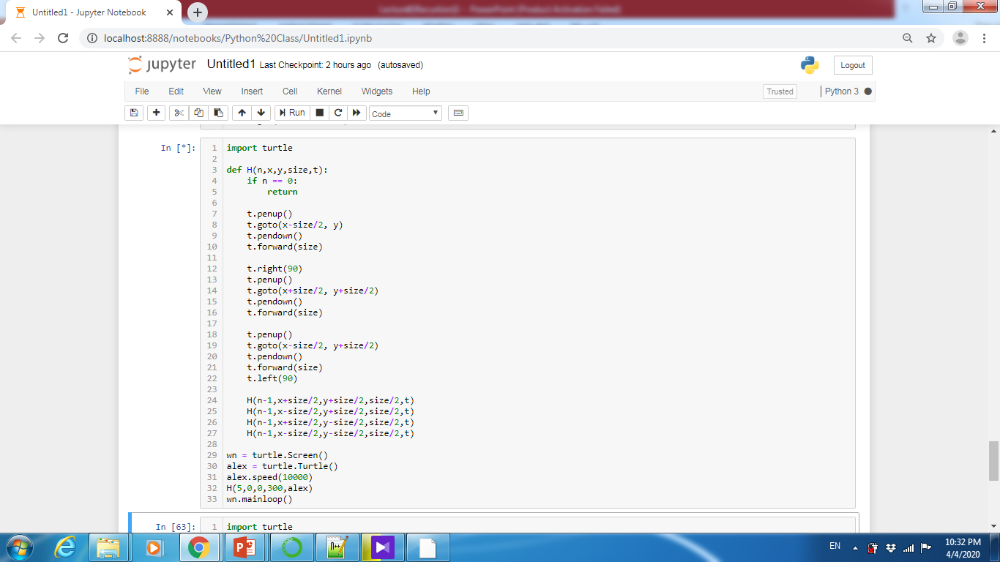 Untitled1 - Jupyter Notebook
localhost:8888/notebooks/Python%20Class/Untitled1.ipynb
jupyter Untitled1 Last Checkpoint: 2 hours ago (autosaved)
Logout
File Edit View Insert Cell Kernel Widgets Help
Trusted Python 3
Run Code
In [*]:
1 import turtle
2
3 def H(n,x,y,size,t):
4     if n == 0:
5         return
6
7     t.penup()
8     t.goto(x-size/2, y)
9     t.pendown()
10     t.forward(size)
11
12     t.right(90)
13     t.penup()
14     t.goto(x+size/2, y+size/2)
15     t.pendown()
16     t.forward(size)
17
18     t.penup()
19     t.goto(x-size/2, y+size/2)
20     t.pendown()
21     t.forward(size)
22     t.left(90)
23
24     H(n-1,x+size/2,y+size/2,size/2,t)
25     H(n-1,x-size/2,y+size/2,size/2,t)
26     H(n-1,x+size/2,y-size/2,size/2,t)
27     H(n-1,x-size/2,y-size/2,size/2,t)
28
29 wn = turtle.Screen()
30 alex = turtle.Turtle()
31 alex.speed(10000)
32 H(5,0,0,300,alex)
33 wn.mainloop()
In [63]:
1 import turtle
EN
10:32 PM
4/4/2020